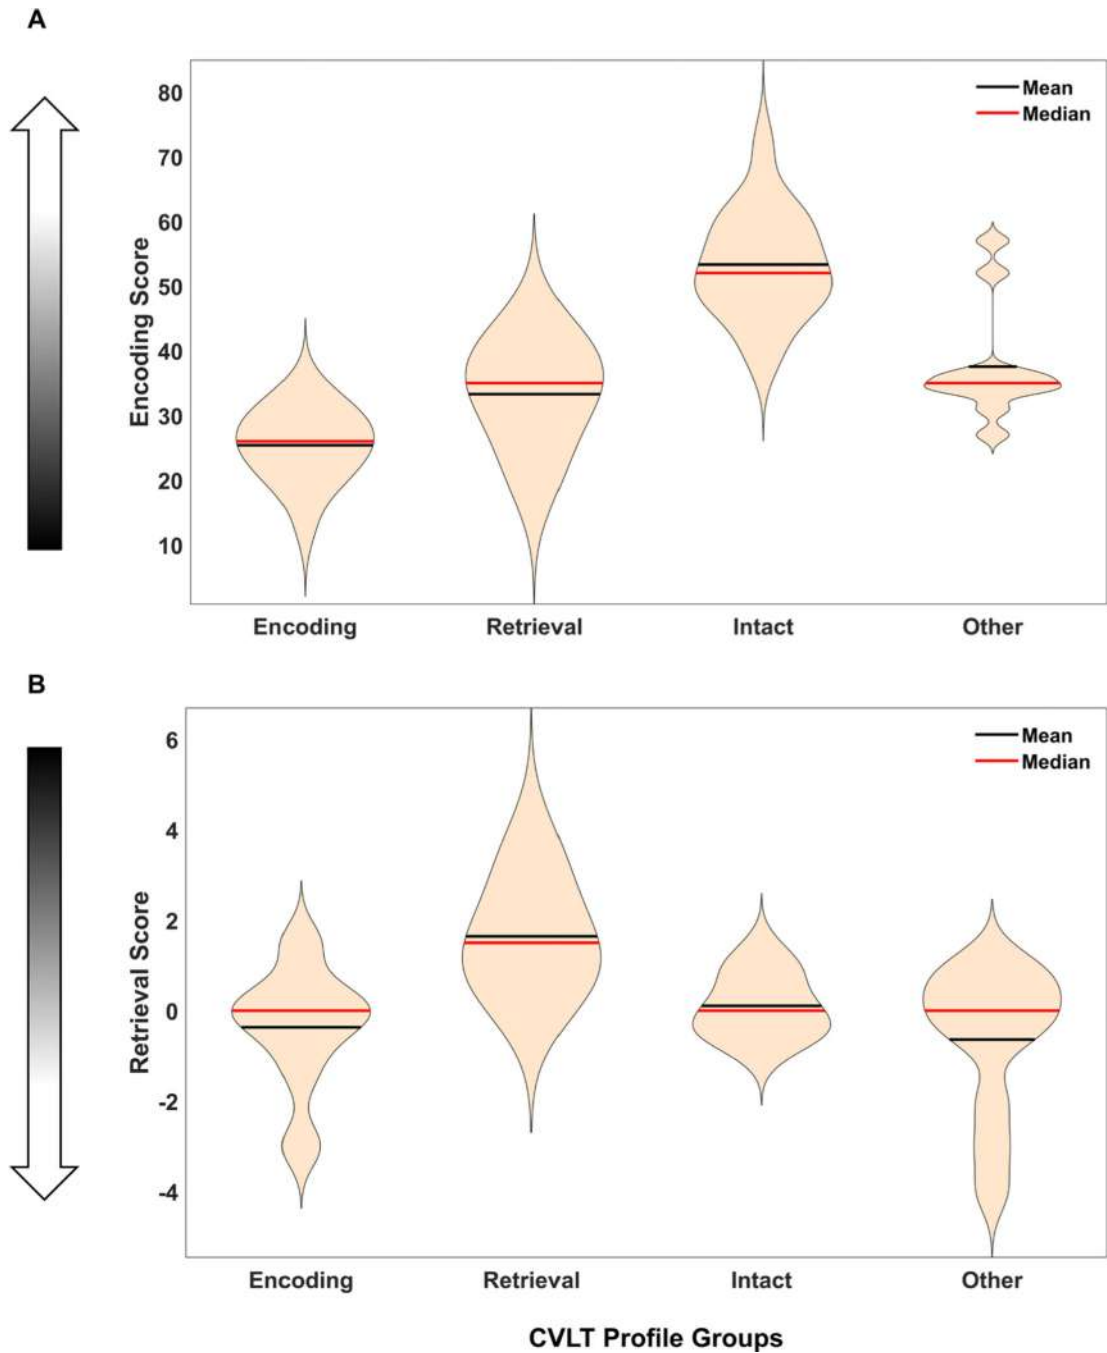 A
Encoding Score
80
70
60
50
40
30
20
10
Mean
Median
Encoding Retrieval Intact Other
B
Retrieval Score
6
4
2
0
-2
-4
Mean
Median
Encoding Retrieval Intact Other
CVLT Profile Groups